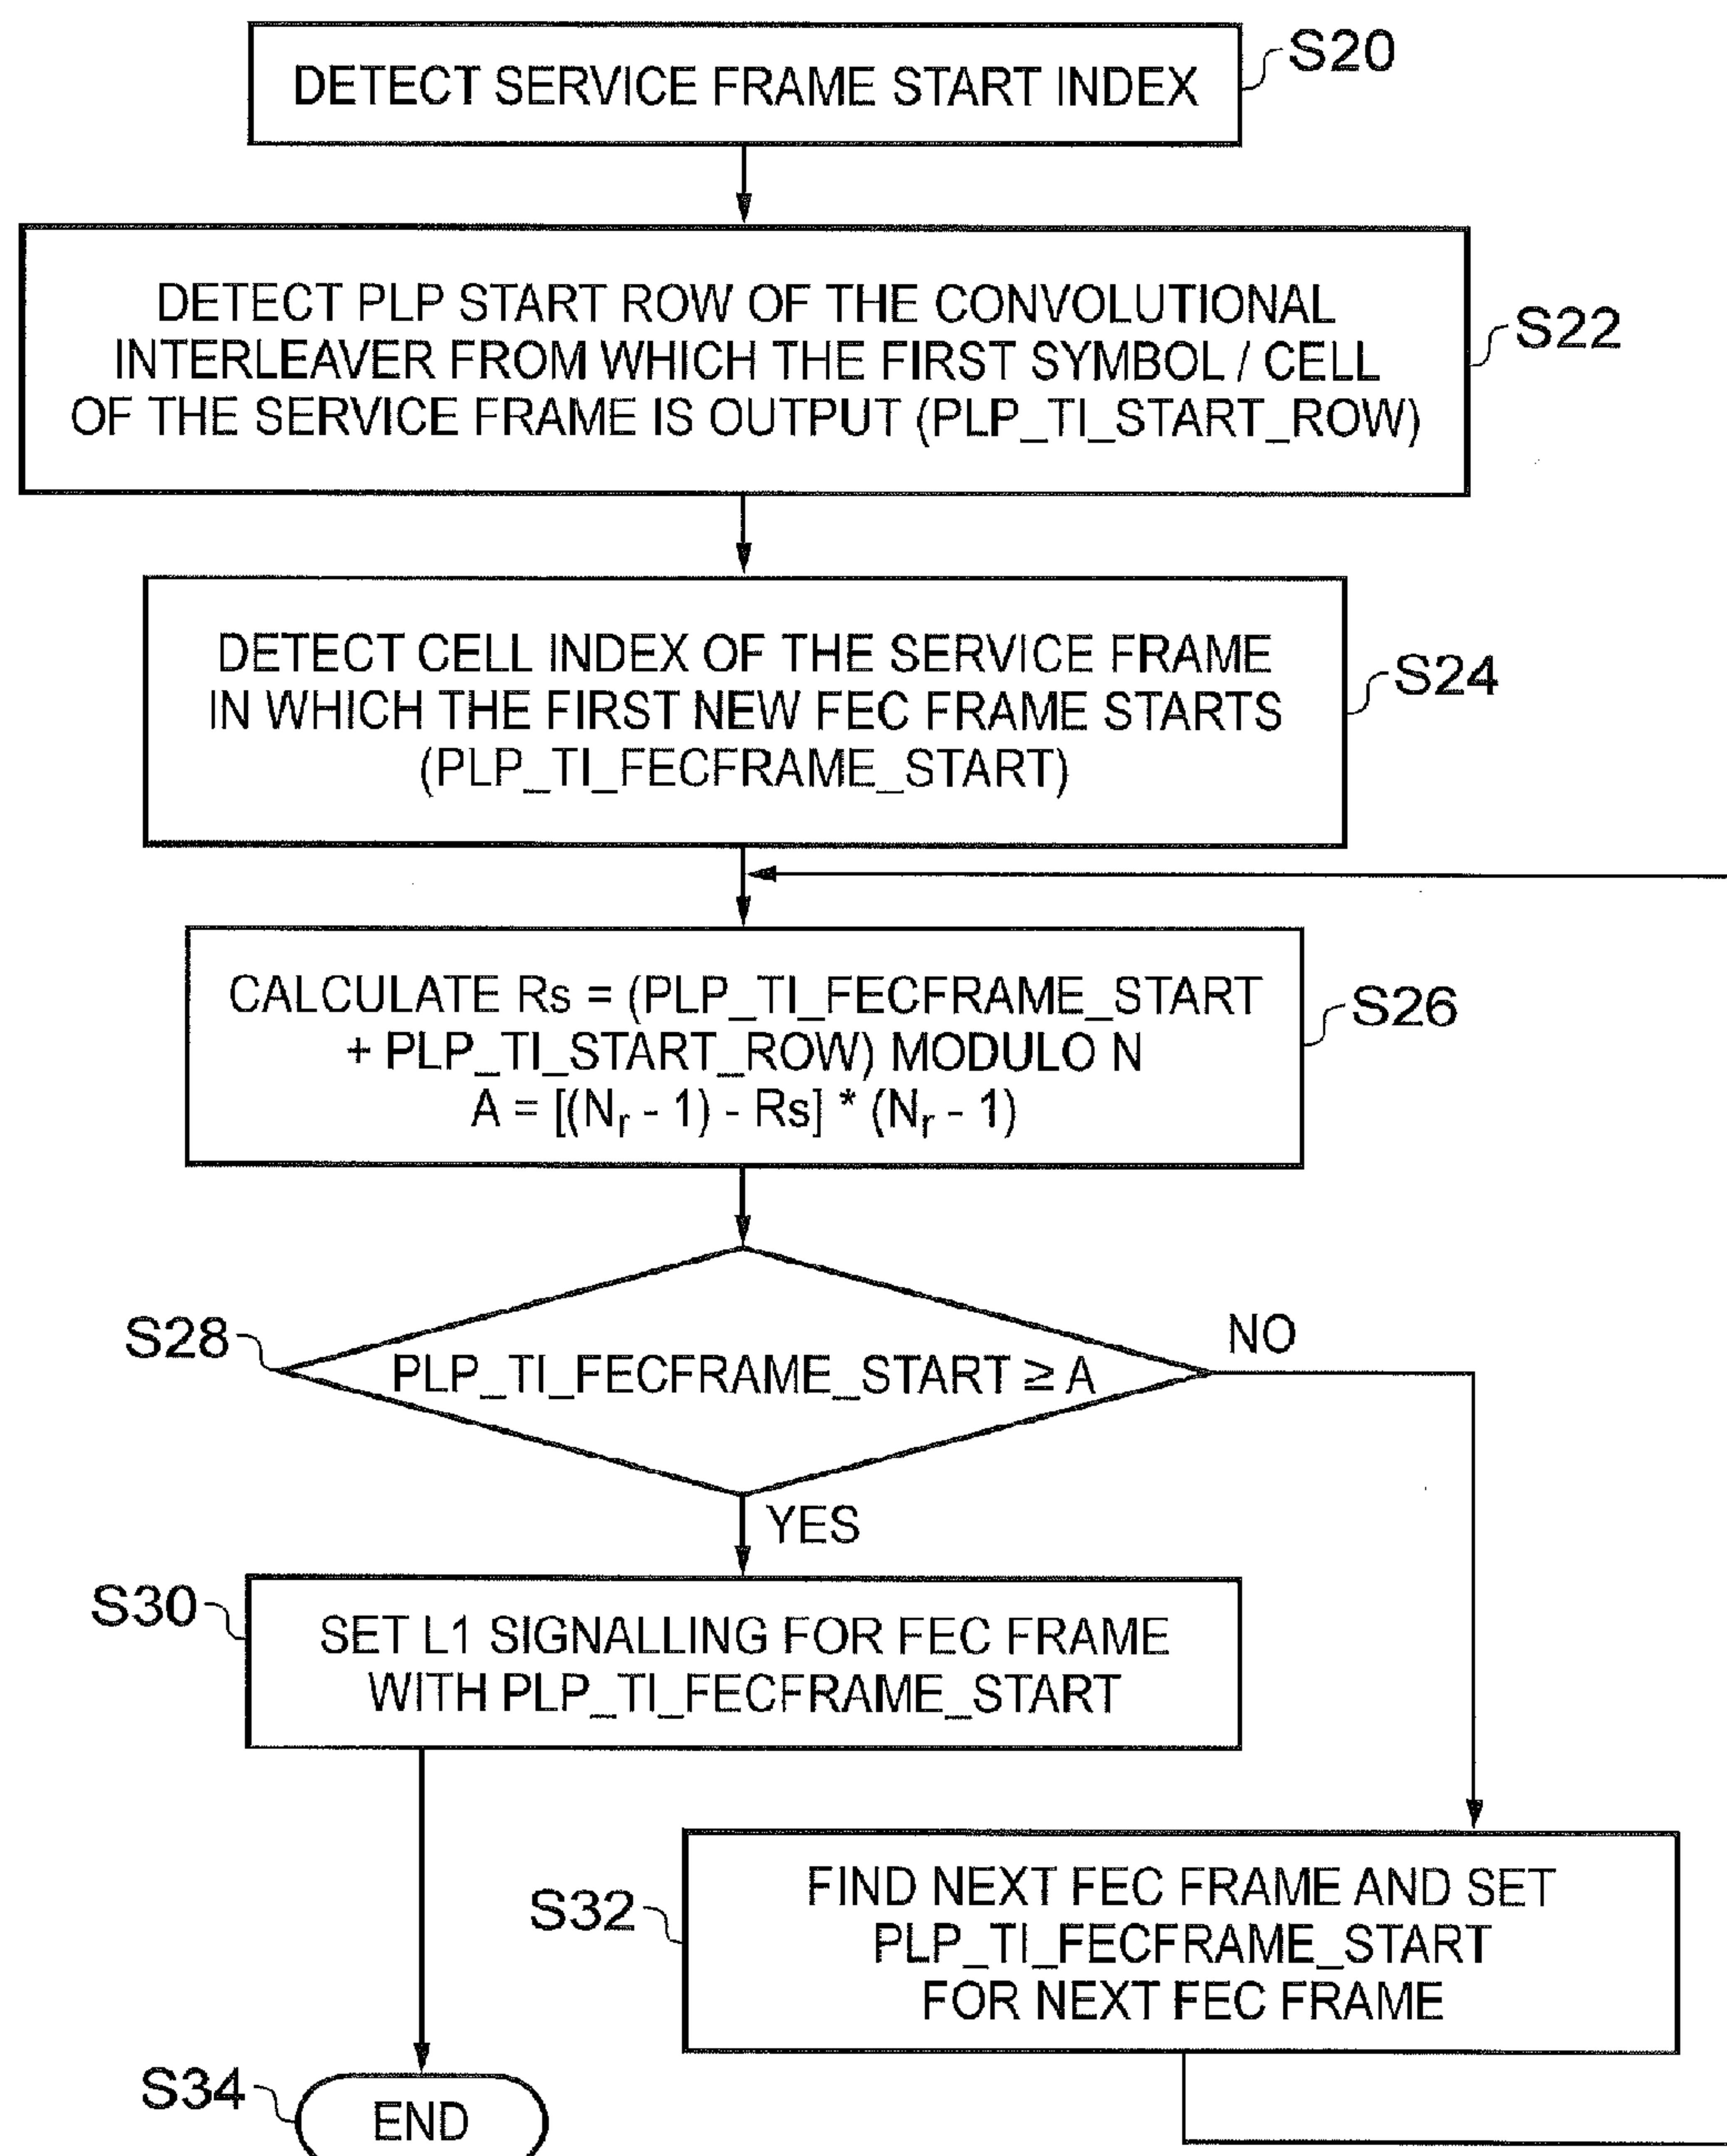 DETECT SERVICE FRAME START INDEX
S20
DETECT PLP START ROW OF THE CONVOLUTIONAL
INTERLEAVER FROM WHICH THE FIRST SYMBOL / CELL
OF THE SERVICE FRAME IS OUTPUT (PLP_TI_START_ROW)
S22
DETECT CELL INDEX OF THE SERVICE FRAME
IN WHICH THE FIRST NEW FEC FRAME STARTS
(PLP_TI_FECFRAME_START)
S24
CALCULATE Rs = (PLP_TI_FECFRAME_START
+ PLP_TI_START_ROW) MODULO N
A = [(Nr - 1) - Rs] * (Nr - 1)
S26
S28
PLP_TI_FECFRAME_START ≥ A
NO
YES
S30
SET L1 SIGNALLING FOR FEC FRAME
WITH PLP_TI_FECFRAME_START
S32
FIND NEXT FEC FRAME AND SET
PLP_TI_FECFRAME_START
FOR NEXT FEC FRAME
S34
END